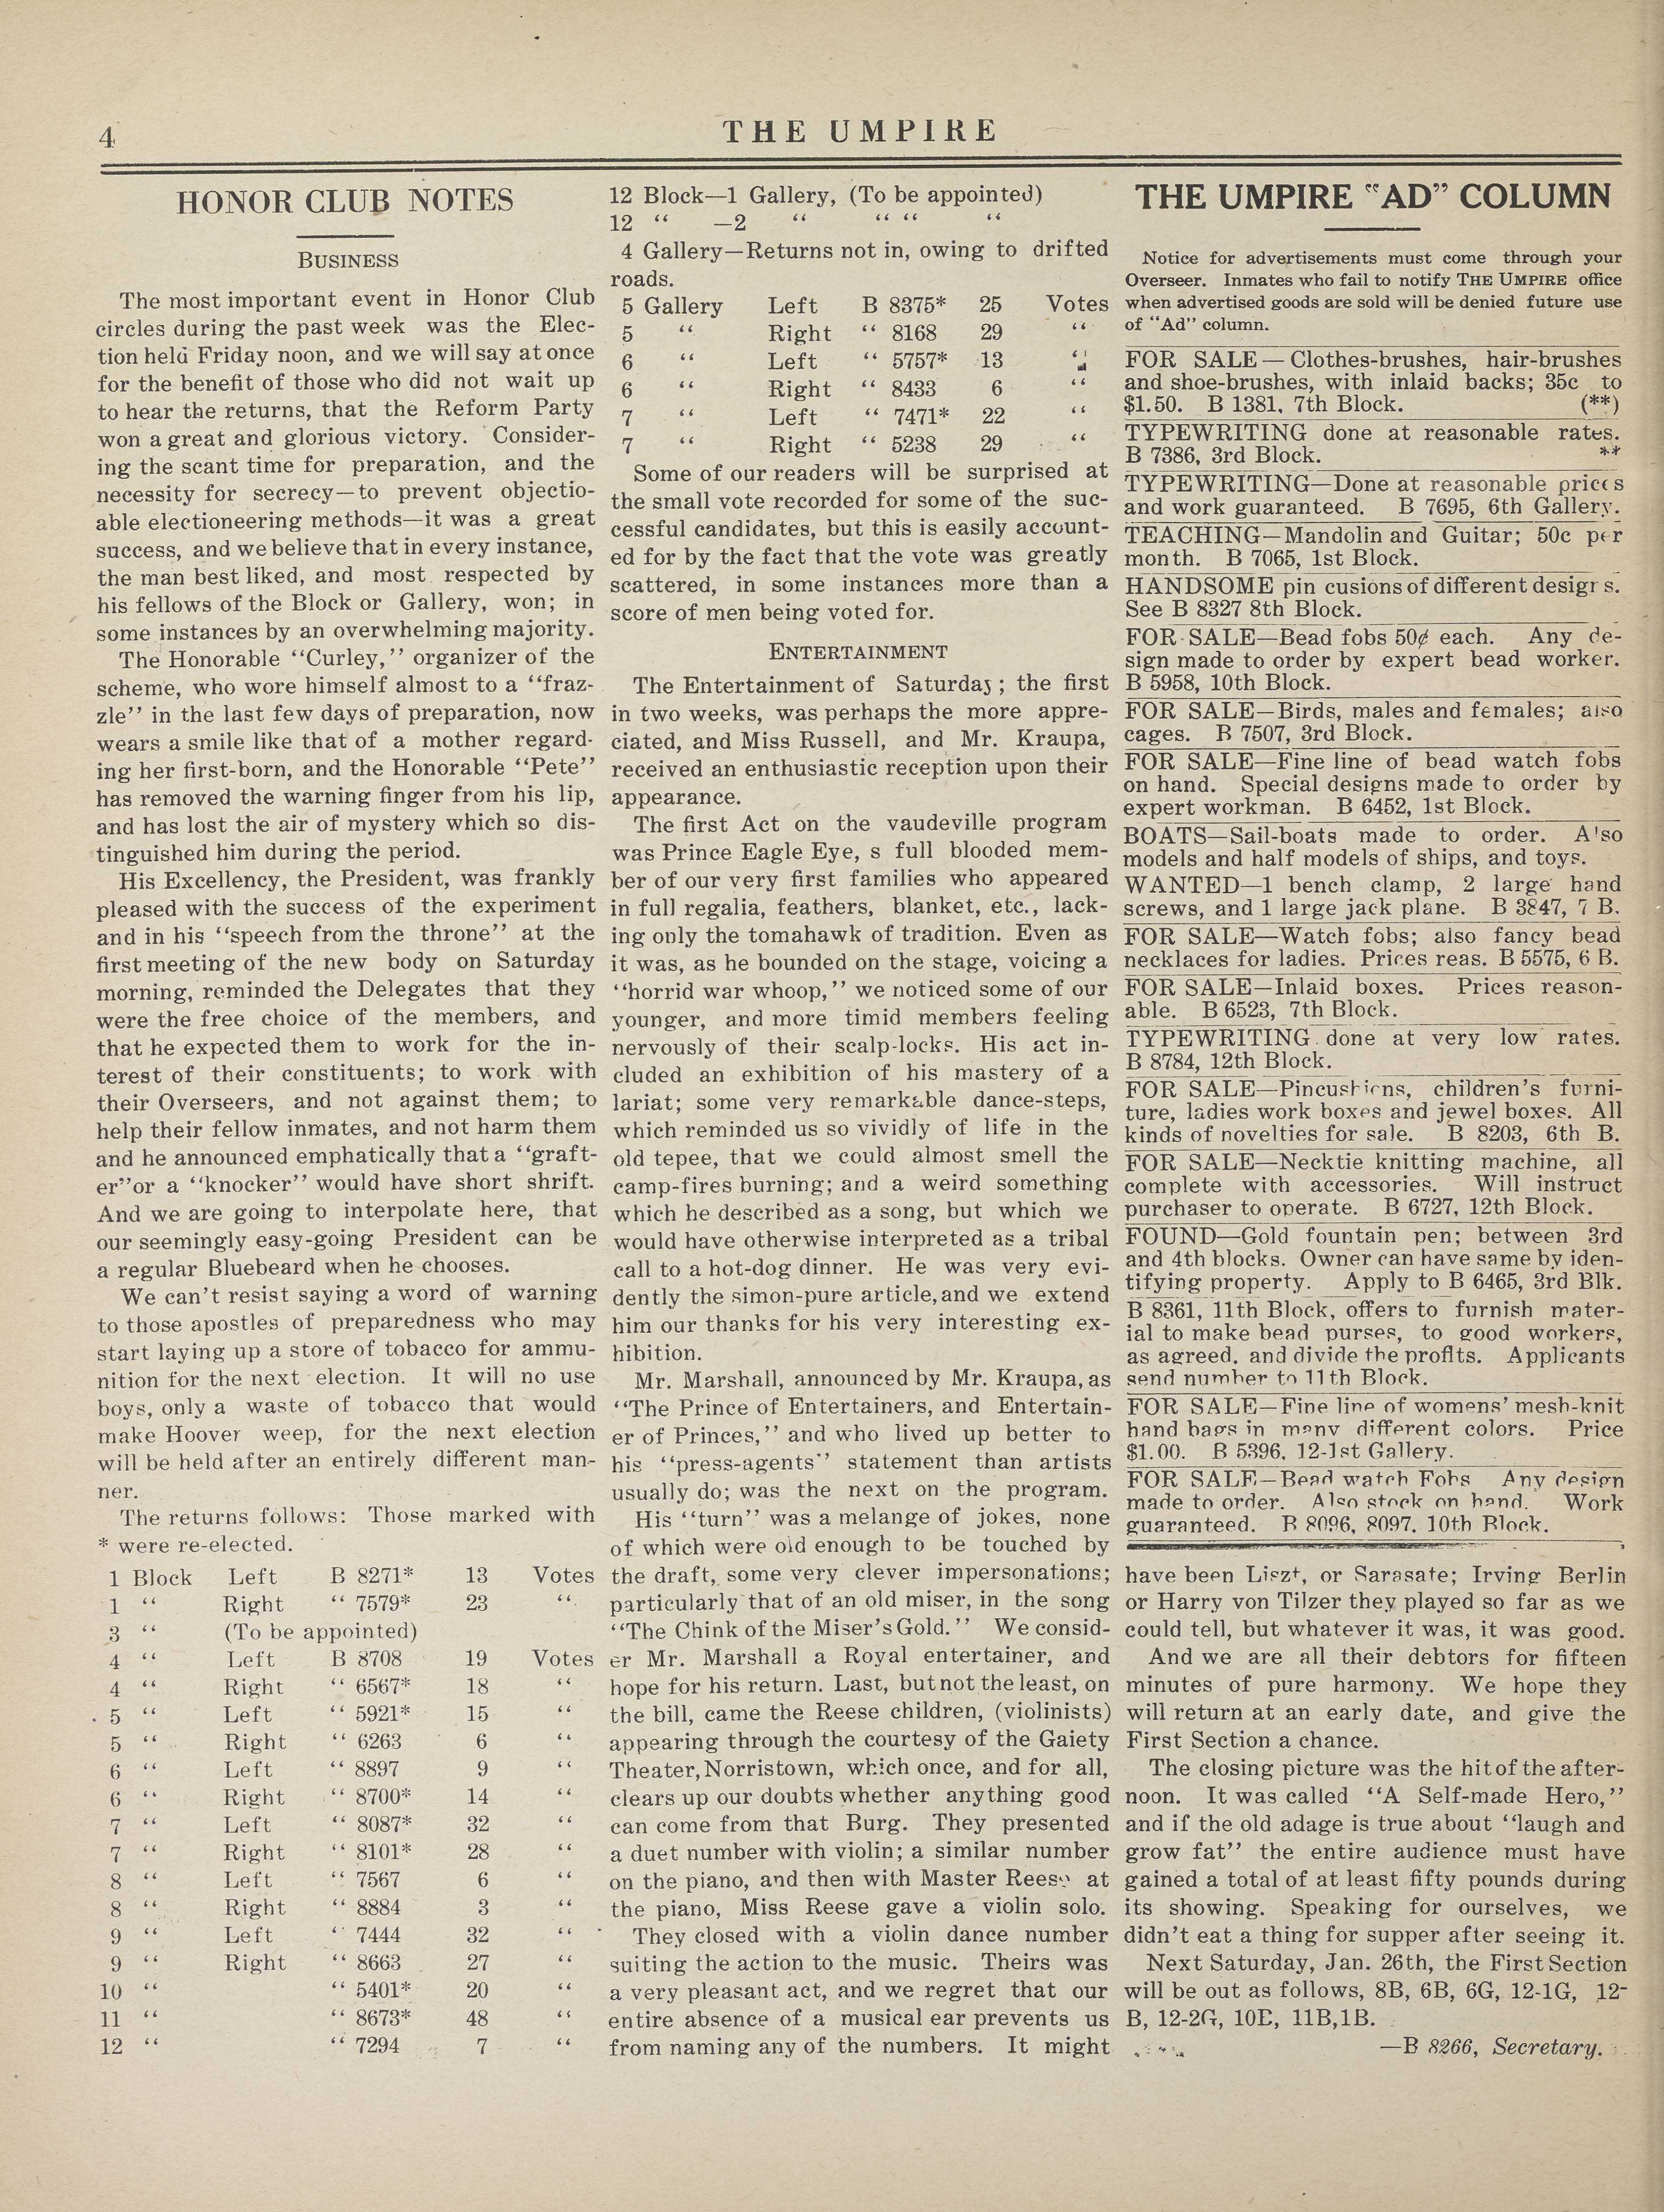 4
THE UMPIRE
HONOR CLUB NOTES
BUSINESS
The most important event in Honor Club
circles during the past week was the Elec-
tion held Friday noon, and we will say at once
for the benefit of those who did not wait up
to hear the returns, that the Reform Party
won a great and glorious victory. Consider-
ing the scant time for preparation, and the
necessity for secrecy—to prevent objectio-
able electioneering methods—it was a great
success, and we believe that in every instance,
the man best liked, and most respected by
his fellows of the Block or Gallery, won; in
some instances by an overwhelming majority.
The Honorable "Curley," organizer of the
scheme, who wore himself almost to a "fraz-
zle" in the last few days of preparation, now
wears a smile like that of a mother regard-
ing her first-born, and the Honorable "Pete"
has removed the warning finger from his lip,
and has lost the air of mystery which so dis-
tinguished him during the period.
His Excellency, the President, was frankly
pleased with the success of the experiment
and in his "speech from the throne" at the
first meeting of the new body on Saturday
morning, reminded the Delegates that they
were the free choice of the members, and
that he expected them to work for the in-
terest of their constituents; to work with
their Overseers, and not against them; to
help their fellow inmates, and not harm them
and he announced emphatically that a "graft-
er"or a "knocker" would have short shrift.
And we are going to interpolate here, that
our seemingly easy-going President can be
a regular Bluebeard when he chooses.
We can't resist saying a word of warning
to those apostles of preparedness who may
start laying up a store of tobacco for ammu-
nition for the next election. It will no use
boys, only a waste of tobacco that would
make Hoover weep, for the next election
will be held after an entirely different man-
ner.
The returns follows: Those marked with
* were re-elected.
1 Block Left B 8271* 13 Votes
1 " Right " 7579* 23 "
3 " (To be appointed)
4 " Left B 8708 19 Votes
4 " Right " 6567* 18 "
5 " Left " 5921* 15 "
5 " Right " 6263 6 "
6 " Left " 8897 9 "
6 " Right " 8700* 14 "
7 " Left " 8087* 32 "
7 " Right " 8101* 28 "
8 " Left " 7567 6 "
8 " Right " 8884 3 "
9 " Left " 7444 32 "
9 " Right " 8663 27 "
10 " " 5401* 20 "
11 " " 8673* 48 "
12 " " 7294 7 "
12 Block—1 Gallery, (To be appointed)
12 " —2 " " " "
4 Gallery—Returns not in, owing to drifted
roads.
5 Gallery Left B 8375* 25 Votes
5 " Right " 8168 29 "
6 " Left " 5757* 13 "
6 " Right " 8433 6 "
7 " Left " 7471* 22 "
7 " Right " 5238 29 "
Some of our readers will be surprised at
the small vote recorded for some of the suc-
cessful candidates, but this is easily account-
ed for by the fact that the vote was greatly
scattered, in some instances more than a
score of men being voted for.
ENTERTAINMENT
The Entertainment of Saturday; the first
in two weeks, was perhaps the more appre-
ciated, and Miss Russell, and Mr. Kraupa,
received an enthusiastic reception upon their
appearance.
The first Act on the vaudeville program
was Prince Eagle Eye, s full blooded mem-
ber of our very first families who appeared
in full regalia, feathers, blanket, etc., lack-
ing only the tomahawk of tradition. Even as
it was, as he bounded on the stage, voicing a
"horrid war whoop," we noticed some of our
younger, and more timid members feeling
nervously of their scalp-locks. His act in-
cluded an exhibition of his mastery of a
lariat; some very remarkable dance-steps,
which reminded us so vividly of life in the
old tepee, that we could almost smell the
camp-fires burning; and a weird something
which he described as a song, but which we
would have otherwise interpreted as a tribal
call to a hot-dog dinner. He was very evi-
dently the simon-pure article, and we extend
him our thanks for his very interesting ex-
hibition.
Mr. Marshall, announced by Mr. Kraupa, as
"The Prince of Entertainers, and Entertain-
er of Princes," and who lived up better to
his "press-agents" statement than artists
usually do; was the next on the program.
His "turn" was a melange of jokes, none
of which were old enough to be touched by
the draft, some very clever impersonations;
particularly that of an old miser, in the song
"The Chink of the Miser's Gold." We consid-
er Mr. Marshall a Royal entertainer, and
hope for his return. Last, but not the least, on
the bill, came the Reese children, (violinists)
appearing through the courtesy of the Gaiety
Theater, Norristown, which once, and for all,
clears up our doubts whether anything good
can come from that Burg. They presented
a duet number with violin; a similar number
on the piano, and then with Master Reese at
the piano, Miss Reese gave a violin solo.
They closed with a violin dance number
suiting the action to the music. Theirs was
a very pleasant act, and we regret that our
entire absence of a musical ear prevents us
from naming any of the numbers. It might
THE UMPIRE "AD" COLUMN
Notice for advertisements must come through your
Overseer. Inmates who fail to notify THE UMPIRE office
when advertised goods are sold will be denied future use
of "Ad" column.
FOR SALE — Clothes-brushes, hair-brushes
and shoe-brushes, with inlaid backs; 35c to
$1.50. B 1381, 7th Block. (**)
TYPEWRITING done at reasonable rates.
B 7386, 3rd Block. **
TYPEWRITING—Done at reasonable prices
and work guaranteed. B 7695, 6th Gallery.
TEACHING—Mandolin and Guitar; 50c per
month. B 7065, 1st Block.
HANDSOME pin cusions of different designs.
See B 8327 8th Block.
FOR SALE—Bead fobs 50¢ each. Any de-
sign made to order by expert bead worker.
B 5958, 10th Block.
FOR SALE—Birds, males and females; also
cages. B 7507, 3rd Block.
FOR SALE—Fine line of bead watch fobs
on hand. Special designs made to order by
expert workman. B 6452, 1st Block.
BOATS—Sail-boats made to order. Also
models and half models of ships, and toys.
WANTED—1 bench clamp, 2 large hand
screws, and 1 large jack plane. B 3847, 7 B.
FOR SALE—Watch fobs; also fancy bead
necklaces for ladies. Prices reas. B 5575, 6 B.
FOR SALE—Inlaid boxes. Prices reason-
able. B 6523, 7th Block.
TYPEWRITING done at very low rates.
B 8784, 12th Block.
FOR SALE—Pincushions, children's furni-
ture, ladies work boxes and jewel boxes. All
kinds of novelties for sale. B 8203, 6th B.
FOR SALE—Necktie knitting machine, all
complete with accessories. Will instruct
purchaser to operate. B 6727, 12th Block.
FOUND—Gold fountain pen; between 3rd
and 4th blocks. Owner can have same by iden-
tifying property. Apply to B 6465, 3rd Blk.
B 8361, 11th Block, offers to furnish mater-
ial to make bead purses, to good workers,
as agreed, and divide the profits. Applicants
send number to 11th Block.
FOR SALE—Fine line of womens' mesh-knit
hand bags in many different colors. Price
$1.00. B 5396, 12-1st Gallery.
FOR SALE—Bead watch Fobs Any design
made to order. Also stock on hand. Work
guaranteed. B 8096, 8097, 10th Block.
have been Liszt, or Sarasate; Irving Berlin
or Harry von Tilzer they played so far as we
could tell, but whatever it was, it was good.
And we are all their debtors for fifteen
minutes of pure harmony. We hope they
will return at an early date, and give the
First Section a chance.
The closing picture was the hit of the after-
noon. It was called "A Self-made Hero,"
and if the old adage is true about "laugh and
grow fat" the entire audience must have
gained a total of at least fifty pounds during
its showing. Speaking for ourselves, we
didn't eat a thing for supper after seeing it.
Next Saturday, Jan. 26th, the First Section
will be out as follows, 8B, 6B, 6G, 12-1G, 12-
B, 12-2G, 10E, 11B,1B.
—B 8266, Secretary.